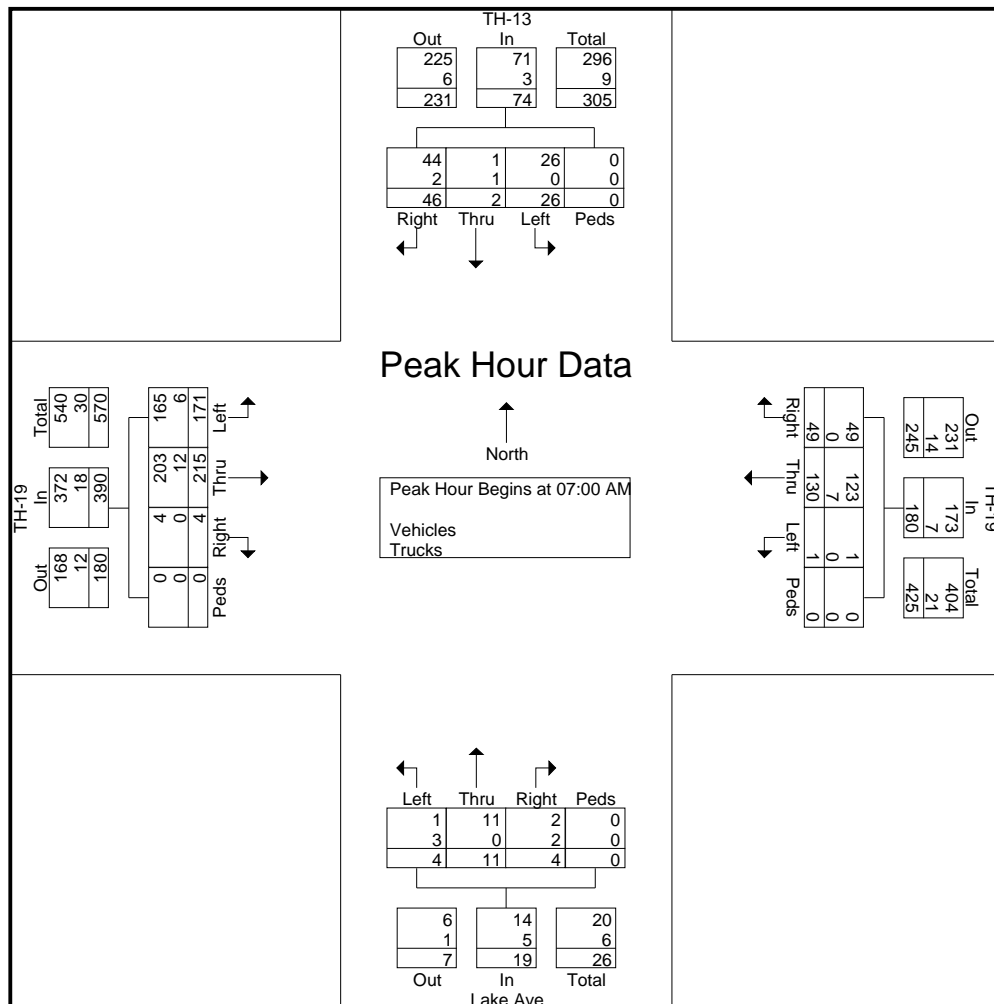 TH-13
Out In Total
225 71 296
6 3 9
231 74 305
44 1 26 0
2 1 0 0
46 2 26 0
Right Thru Left Peds
Peak Hour Data
North
Peak Hour Begins at 07:00 AM
Vehicles
Trucks
TH-19
Total In Out
540 372 168
30 18 12
570 390 180
165 203 4 0
6 12 0 0
171 215 4 0
Left Thru Right Peds
TH-19
Out In Total
231 173 404
14 7 21
245 180 425
49 123 1 0
0 7 0 0
49 130 1 0
Right Thru Left Peds
Left Thru Right Peds
1 11 2 0
3 0 2 0
4 11 4 0
6 14 20
1 5 6
7 19 26
Out In Total
Lake Ave